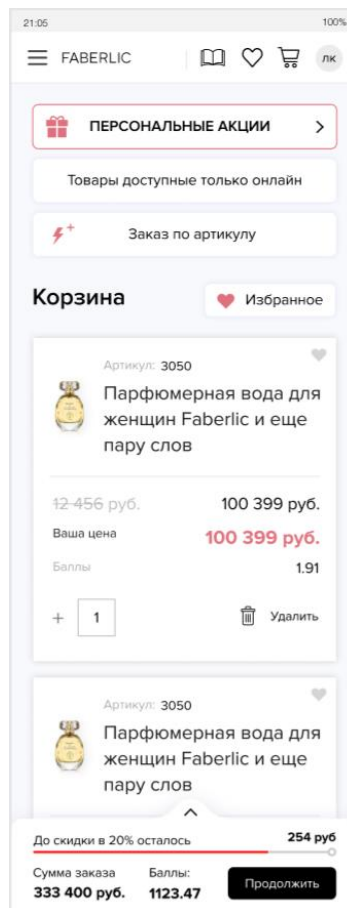 21:05 100%
FABERLIC ЛК
ПЕРСОНАЛЬНЫЕ АКЦИИ
Товары доступные только онлайн
Заказ по артикулу
Корзина Избранное
Артикул: 3050
Парфюмерная вода для
женщин Faberlic и еще
пару слов
12 456 руб. 100 399 руб.
Ваша цена 100 399 руб.
Баллы 1.91
+ 1 Удалить
Артикул: 3050
Парфюмерная вода для
женщин Faberlic и еще
пару слов
До скидки в 20% осталось 254 руб
Сумма заказа Баллы:
333 400 руб. 1123.47 Продолжить